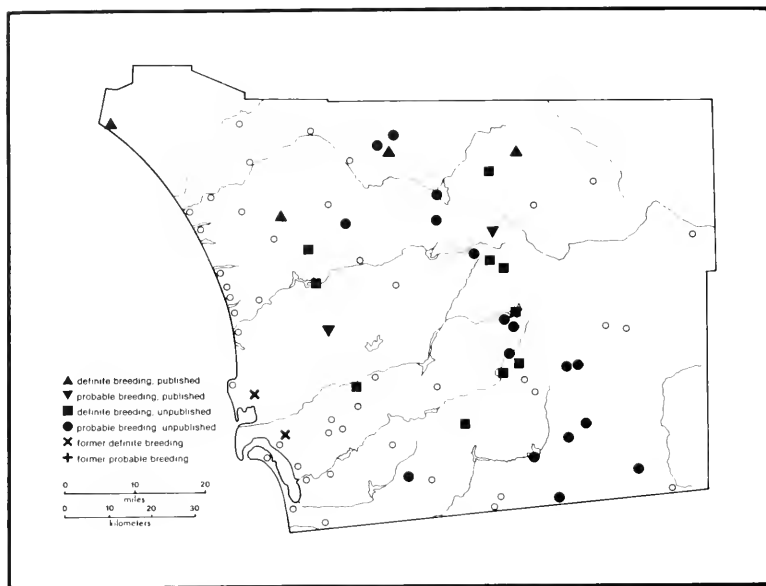 definite breeding, published
probable breeding, published
definite breeding, unpublished
probable breeding, unpublished
former definite breeding
former probable breeding
0 10 20
miles
0 10 20 30
kilometers